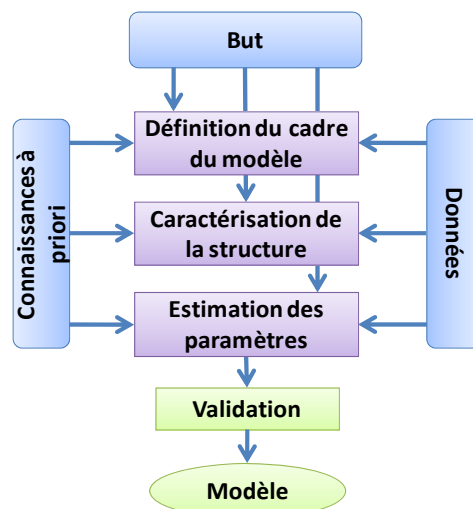 But
Définition du cadre
du modèle
Connaissances à
priori
Données
Caractérisation de
la structure
Estimation des
paramètres
Validation
Modèle